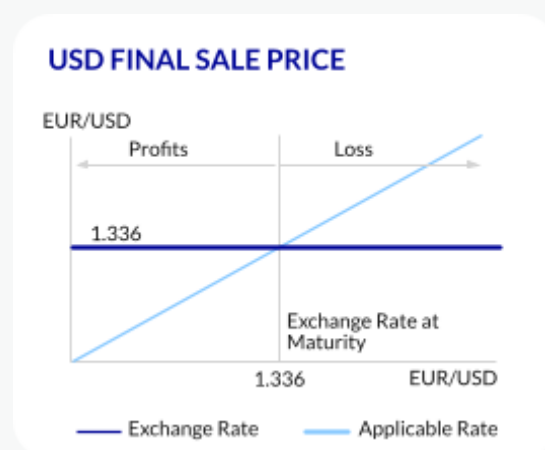 USD FINAL SALE PRICE
EUR/USD
Profits
Loss
1.336
Exchange Rate at
Maturity
1.336
EUR/USD
Exchange Rate
Applicable Rate